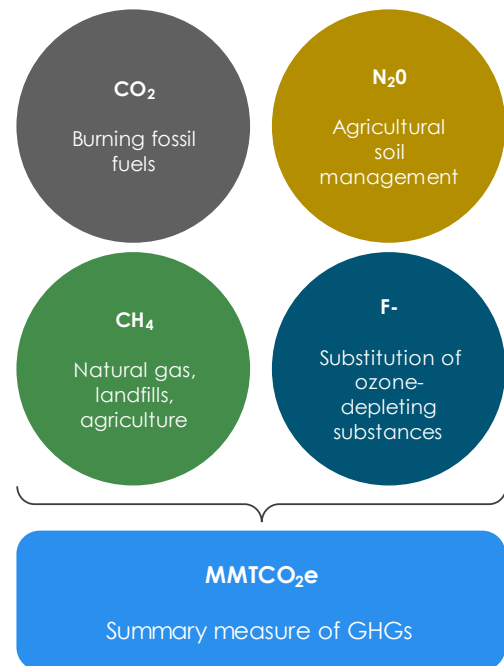 CO₂
Burning fossil
fuels
N₂0
Agricultural
soil
management
CH₄
Natural gas,
landfills,
agriculture
F-
Substitution of
ozone-
depleting
substances
MMTCO₂e
Summary measure of GHGs